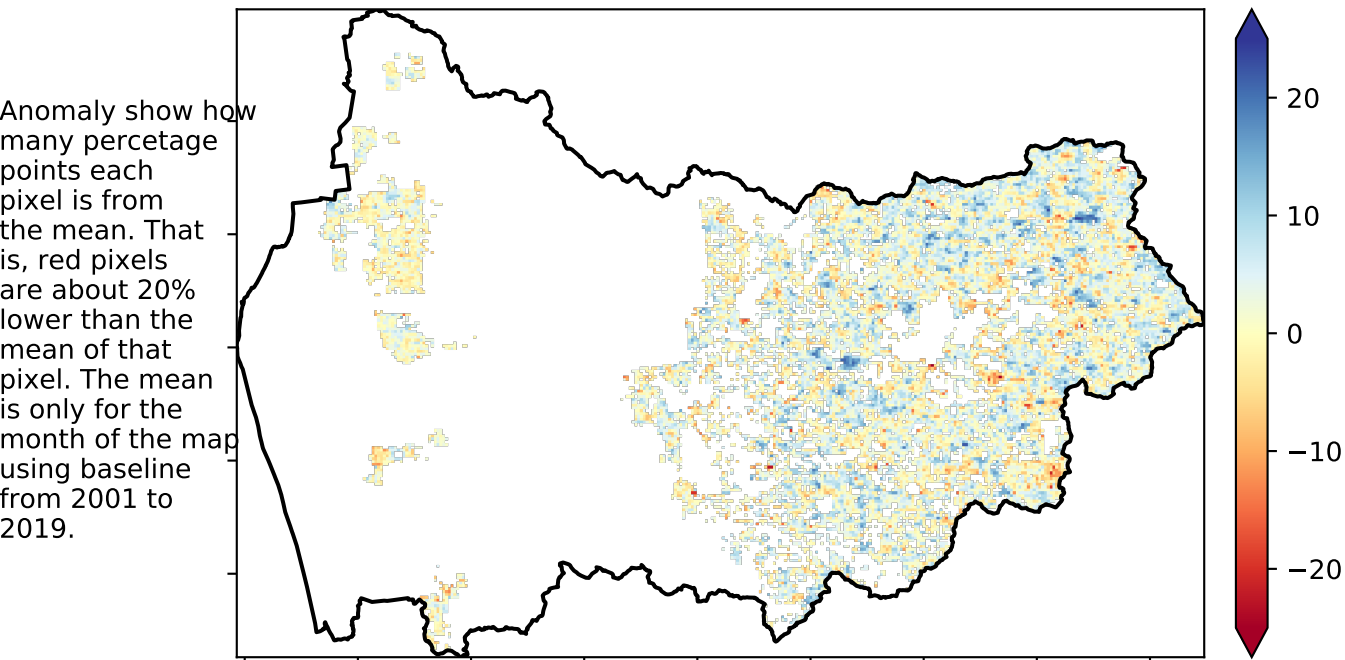 Anomaly show how
many percetage
points each
pixel is from
the mean. That
is, red pixels
are about 20%
lower than the
mean of that
pixel. The mean
is only for the
month of the map
using baseline
from 2001 to
2019.
20
10
0
−10
−20